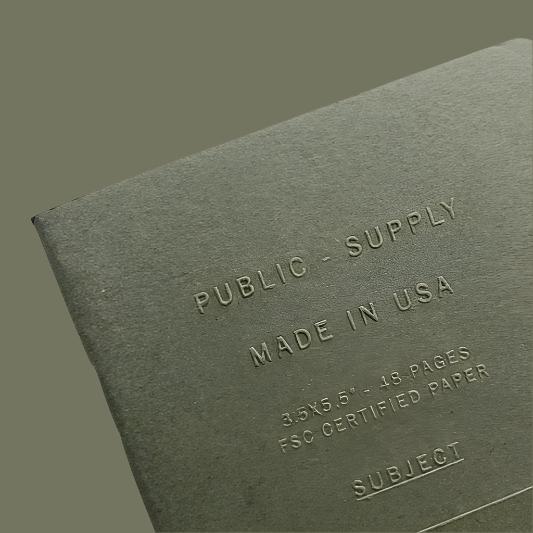 PUBLIC - SUPPLY
MADE IN USA
3.5X5.5" - 48 PAGES
FSC CERTIFIED PAPER
SUBJECT